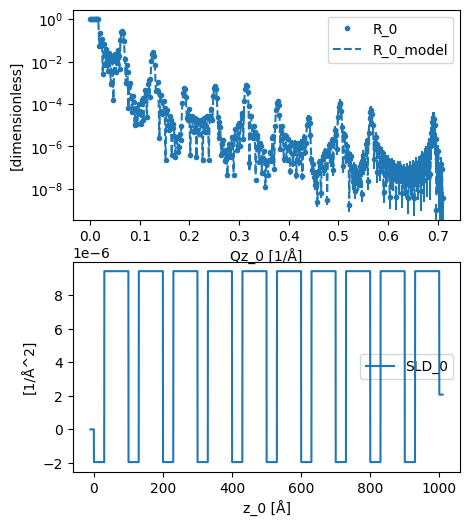 10^0
10^-2
10^-4
10^-6
10^-8
[dimensionless]
R_0
R_0_model
0.0 0.1 0.2 0.3 0.4 0.5 0.6 0.7
Qz_0 [1/Å]
1e−6
8
6
4
2
0
−2
[1/Å^2]
SLD_0
0 200 400 600 800 1000
z_0 [Å]